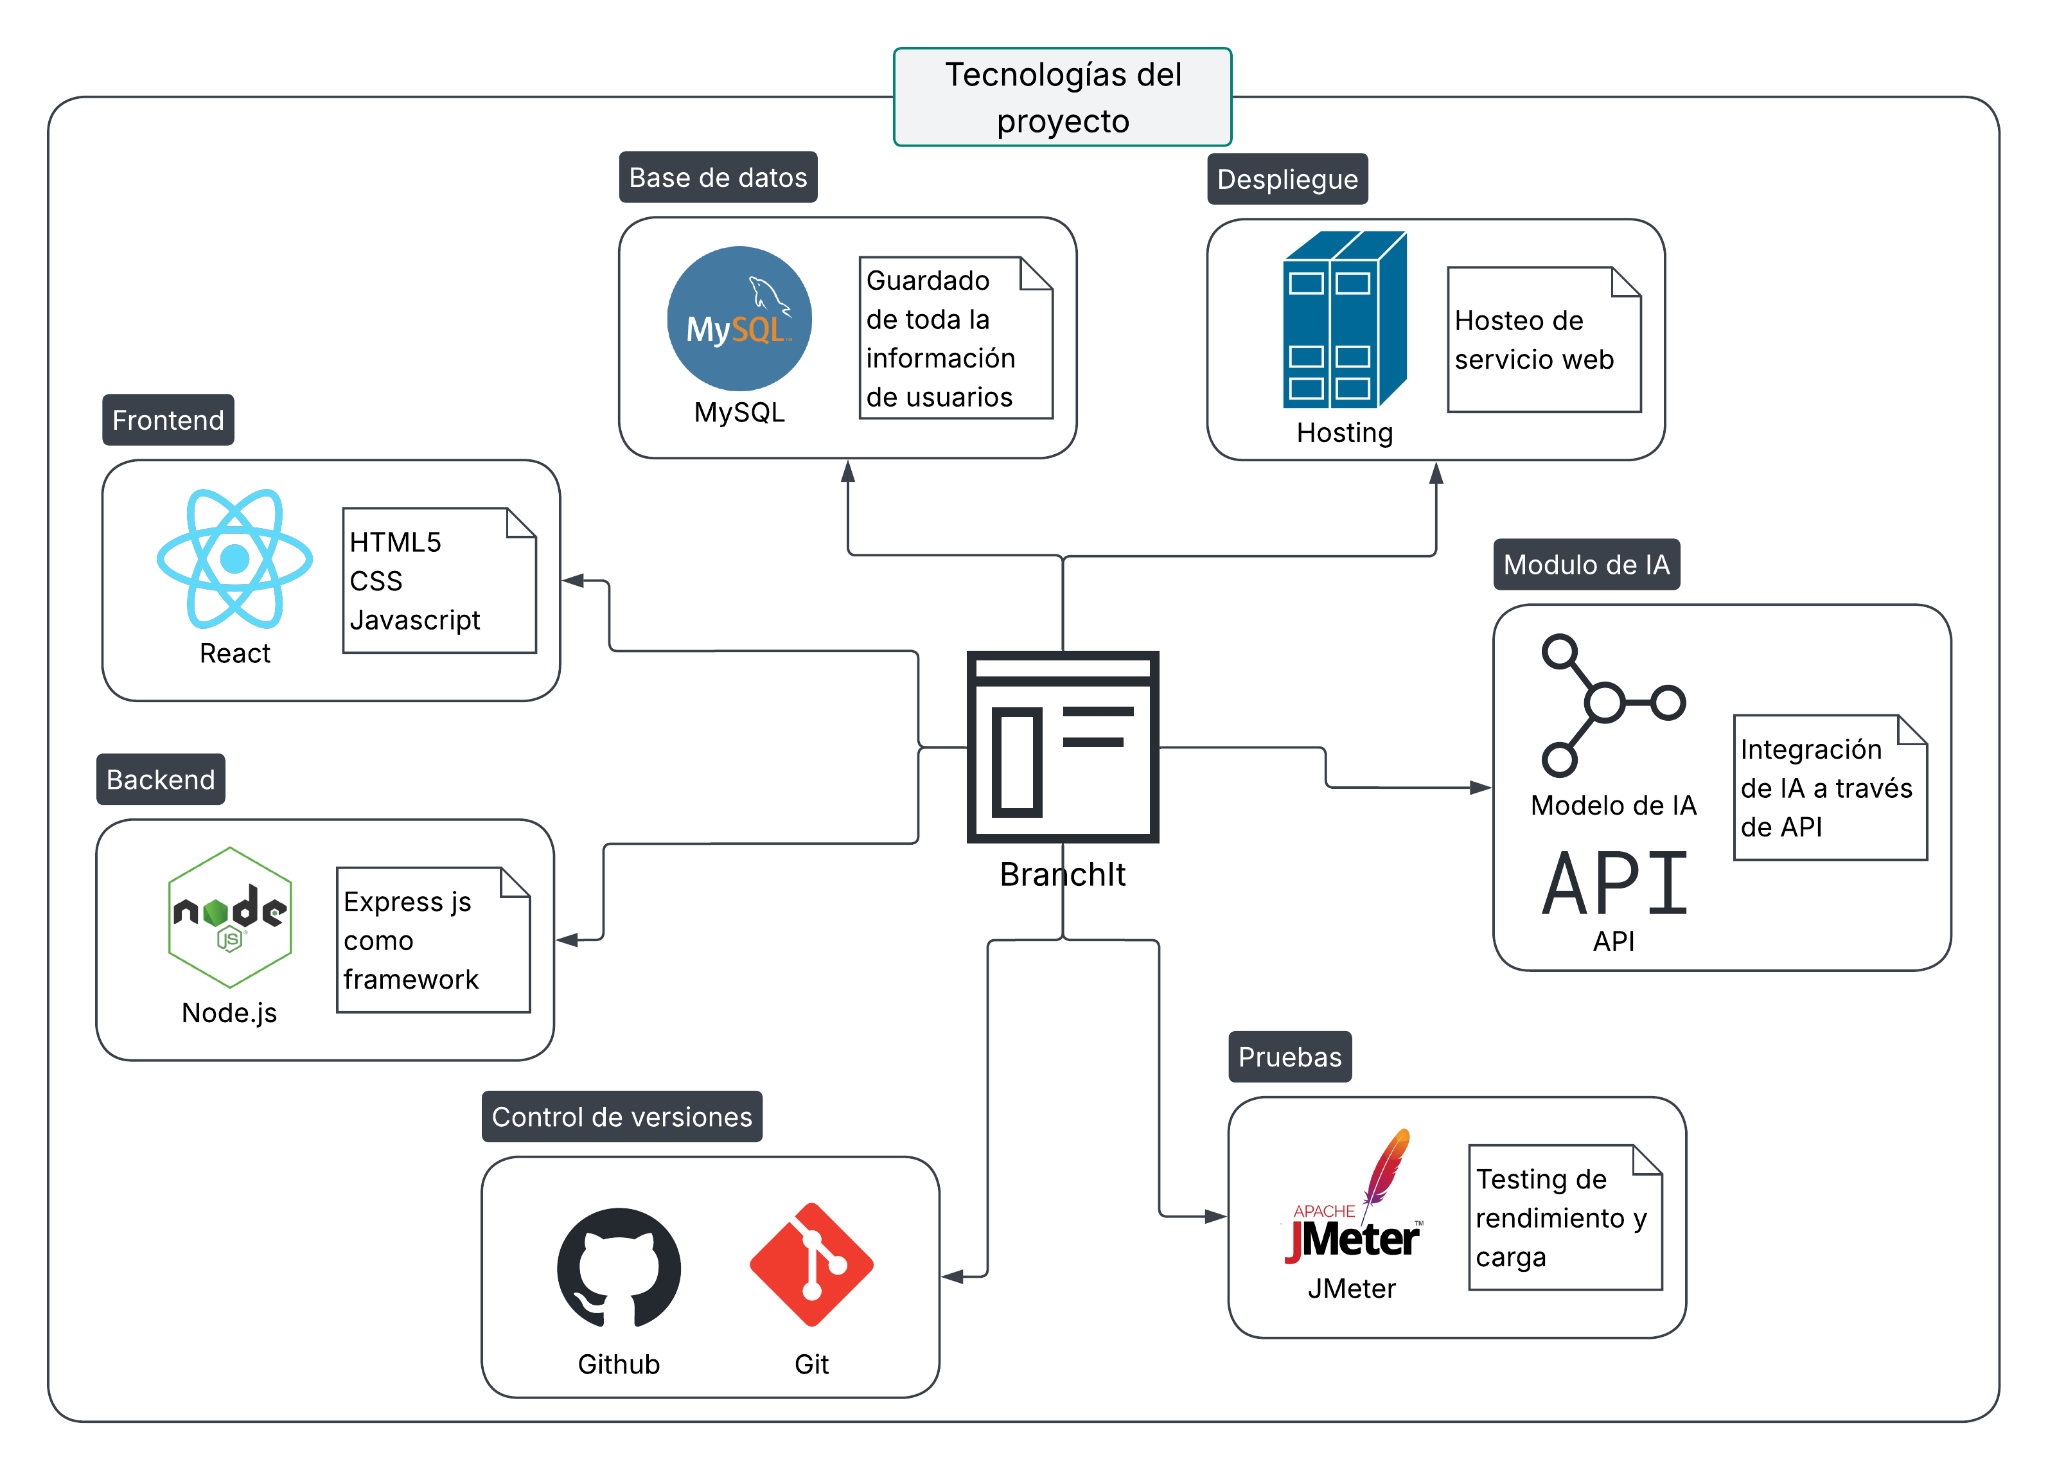 Tecnologías del
proyecto
Base de datos
MySQL
MySQL
Guardado
de toda la
información
de usuarios
Despliegue
Hosting
Hosteo de
servicio web
Frontend
React
HTML5
CSS
Javascript
Modulo de IA
Modelo de IA
API
API
Integración
de IA a través
de API
BranchIt
Backend
node
JS
Node.js
Express js
como
framework
Control de versiones
Github
Git
Pruebas
APACHE
JMeter™
JMeter
Testing de
rendimiento y
carga